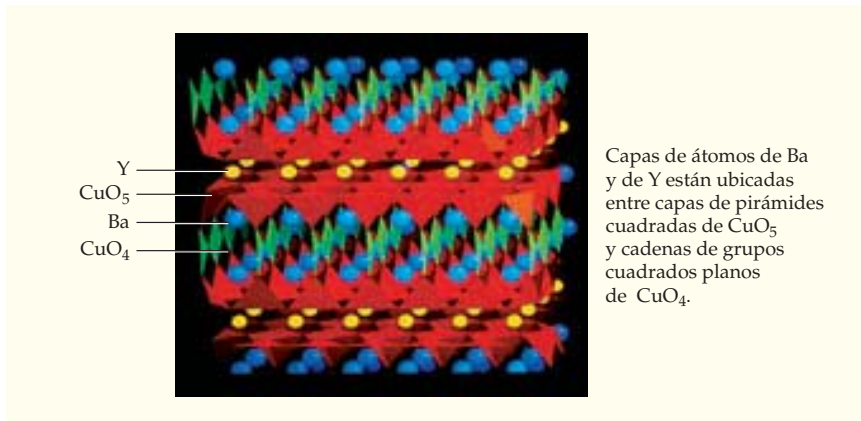 Y
CuO5
Ba
CuO4
Capas de átomos de Ba
y de Y están ubicadas
entre capas de pirámides
cuadradas de CuO5
y cadenas de grupos
cuadrados planos
de CuO4.